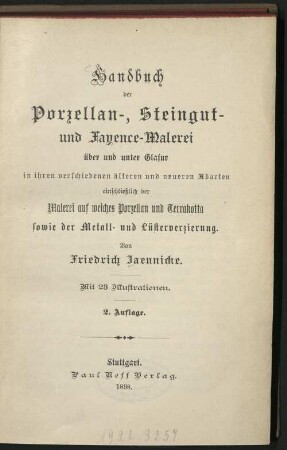 Handbuch
der
Porzellan-, Steingut-
und Fayence-Malerei
über und unter Glasur
in ihren verschiedenen älteren und neueren Abarten
einschließlich der
Malerei auf weiches Porzellan und Terrakotta
sowie der Metall- und Lüsterverzierung.
Von
Friedrich Jaennicke.
Mit 23 Illustrationen.
2. Auflage.
Stuttgart.
Paul Neff Verlag.
1898.